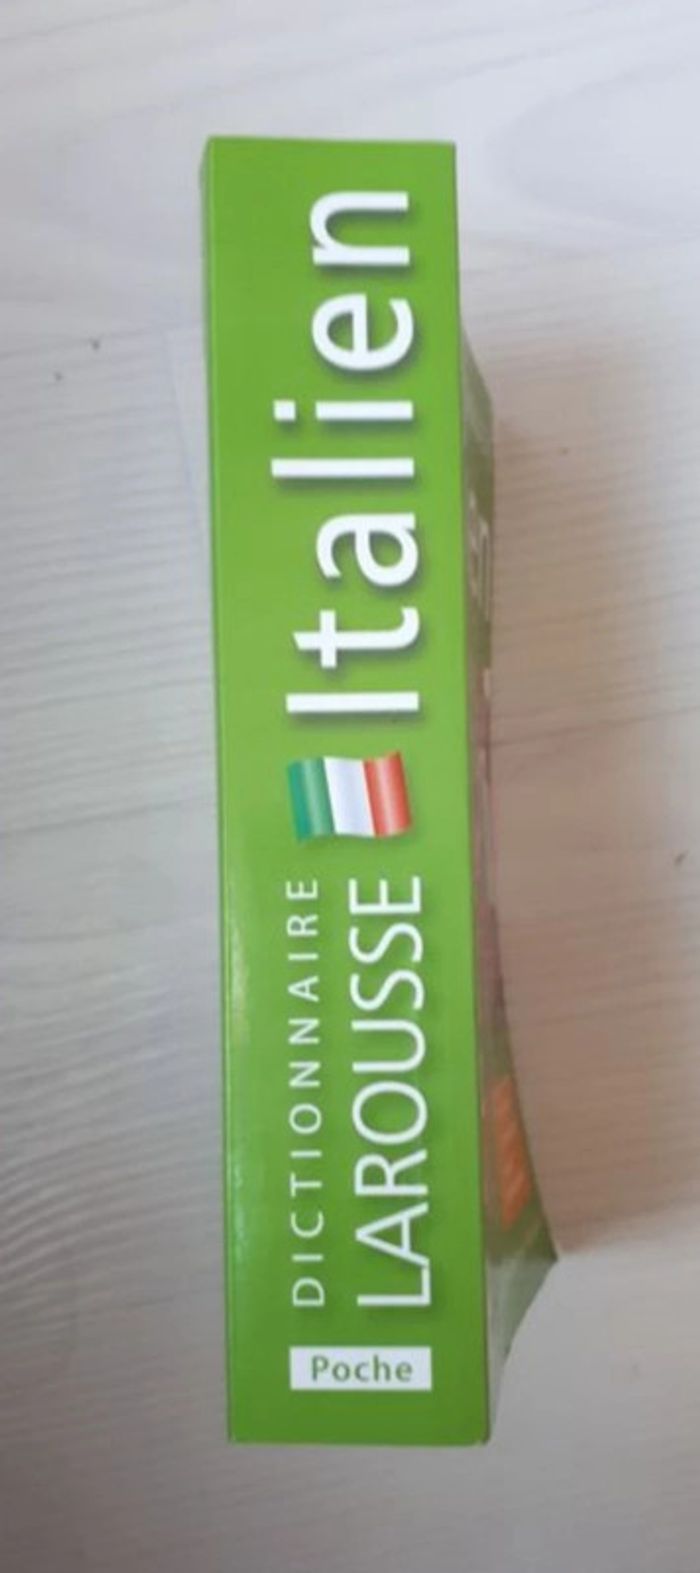 Poche
DICTIONNAIRE
LAROUSSE
Italien